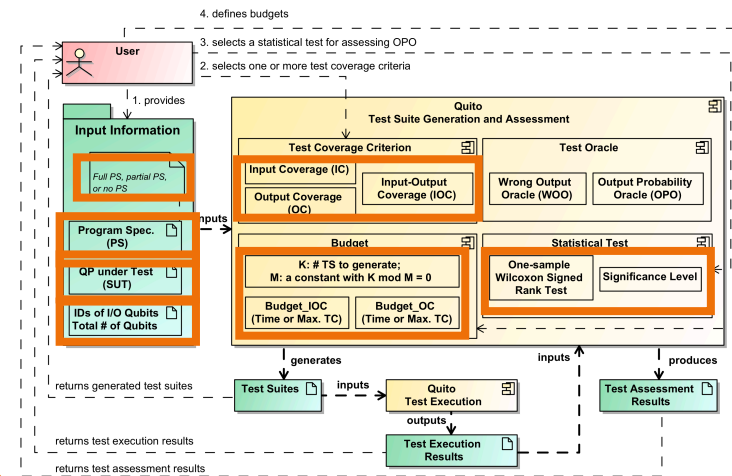 4. defines budgets
User
3. selects a statistical test for assessing OPO
2. selects one or more test coverage criteria
1. provides
Input Information
Full PS, partial PS,
or no PS
Program Spec.
(PS)
QP under Test
(SUT)
IDs of I/O Qubits
Total # of Qubits
inputs
Quito
Test Suite Generation and Assessment
Test Coverage Criterion
Input Coverage (IC)
Output Coverage
(OC)
Input-Output
Coverage (IOC)
Test Oracle
Wrong Output
Oracle (WOO)
Output Probability
Oracle (OPO)
Budget
K: # TS to generate;
M: a constant with K mod M = 0
Budget_IOC
(Time or Max. TC)
Budget_OC
(Time or Max. TC)
Statistical Test
One-sample
Wilcoxon Signed
Rank Test
Significance Level
generates
inputs
produces
returns generated test suites
Test Suites
inputs
Quito
Test Execution
Test Assessment
Results
outputs
returns test execution results
Test Execution
Results
returns test assessment results